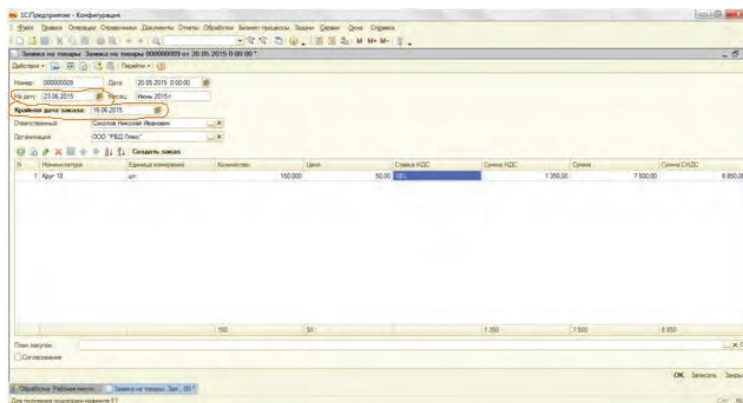 1С:Предприятие - Конфигурация
Файл Правка Операции Справочники Документы Отчеты Обработки Бизнес-процессы Задачи Сервис Окна Справка
M M+ M-
Заявка на товары: Заявка на товары 000000009 от 20.05.2015 0:00:00 *
Действия Перейти
Номер: 000000009 Дата: 20.05.2015 0:00:00
На дату: 23.06.2015 Месяц: Июнь 2015 г
Крайняя дата заказа: 16.06.2015
Ответственный: Соколов Николай Иванович
Организация: ООО "РВД Плюс"
Создать заказ
N Номенклатура Единица измерения Количество Цена Ставка НДС Сумма НДС Сумма Сумма СНДС
1 Круг 18 шт. 150,000 50,00 18% 1 350,00 7 500,00 8 850,00
150 50 1 350 7 500 8 850
План закупок:
Согласование
OK Записать Закры
Обработка Рабочее место... Заявка на товары: Зая...:00 *
Для получения подсказки нажмите F1 CAP